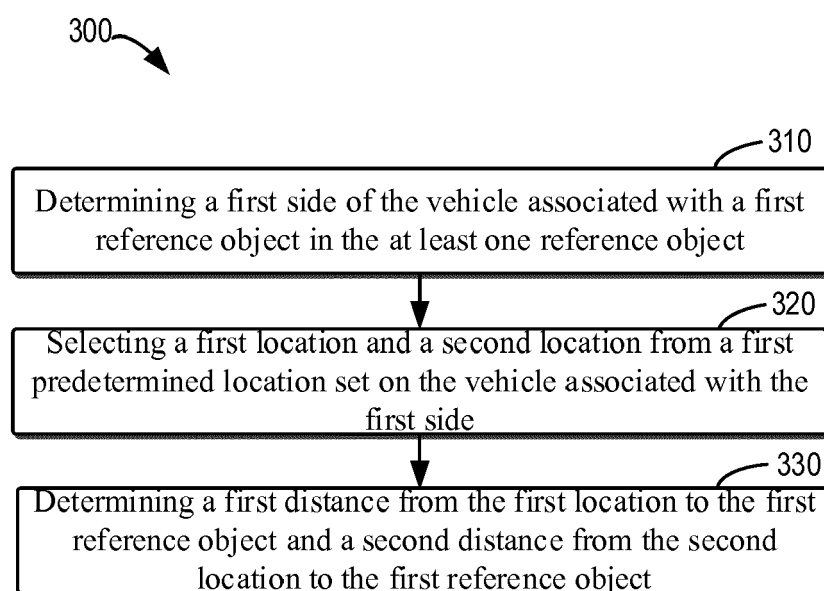 300
310
Determining a first side of the vehicle associated with a first
reference object in the at least one reference object
320
Selecting a first location and a second location from a first
predetermined location set on the vehicle associated with the
first side
330
Determining a first distance from the first location to the first
reference object and a second distance from the second
location to the first reference object